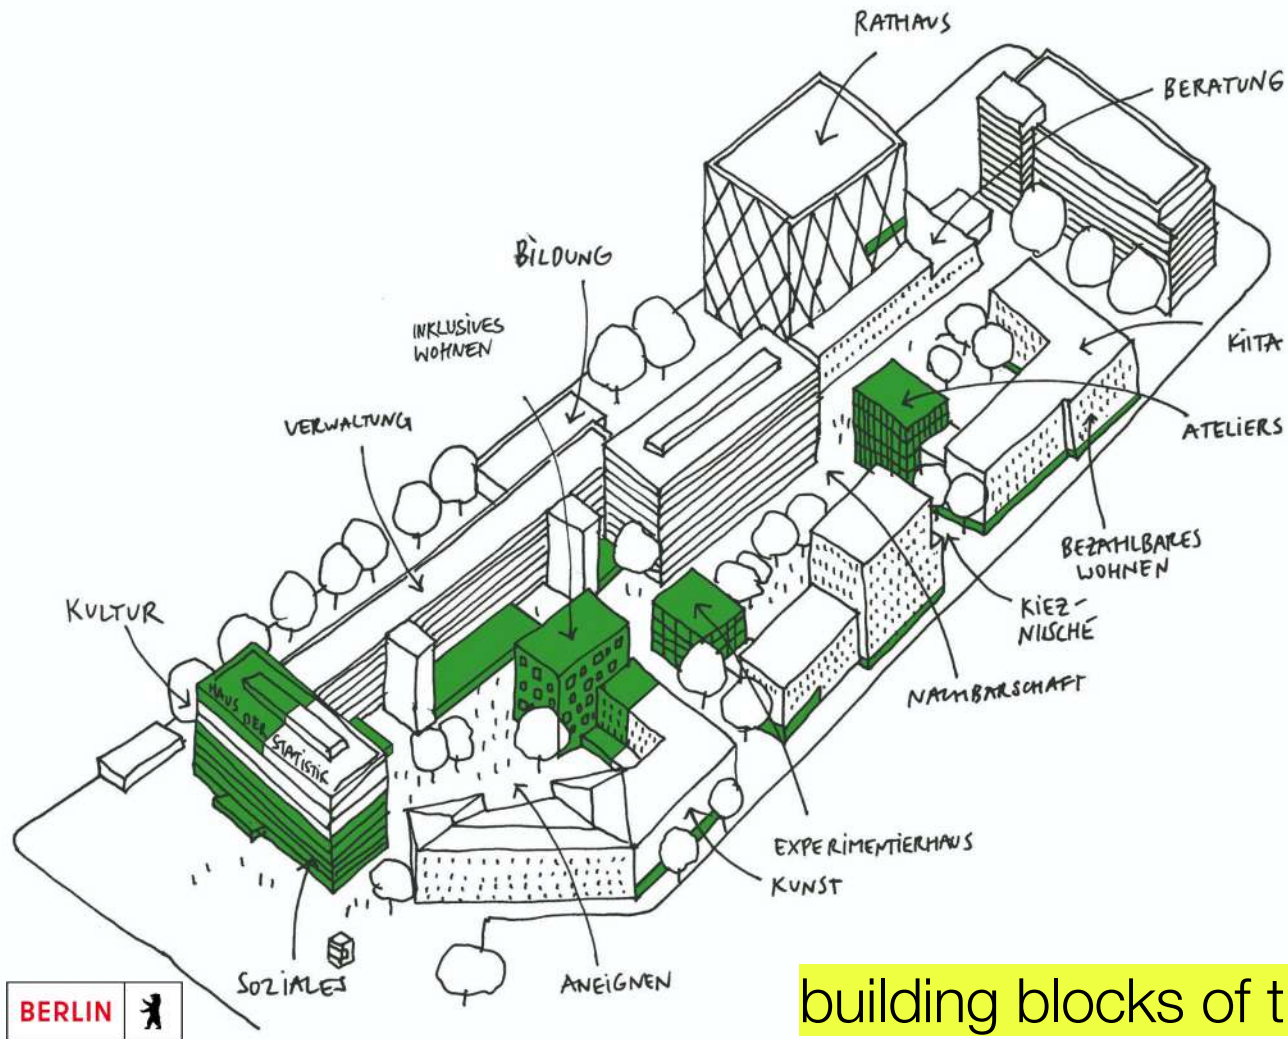 RATHAUS
BERATUNG
BILDUNG
INKLUSIVES
WOHNEN
KITA
VERWALTUNG
ATELIERS
BEZAHLBARES
WOHNEN
KULTUR
KIEZ-
NISCHE
NACHBARSCHAFT
HAUS DER
STATISTIK
EXPERIMENTIERHAUS
KUNST
SOZIALES
ANEIGNEN
BERLIN
building blocks of t